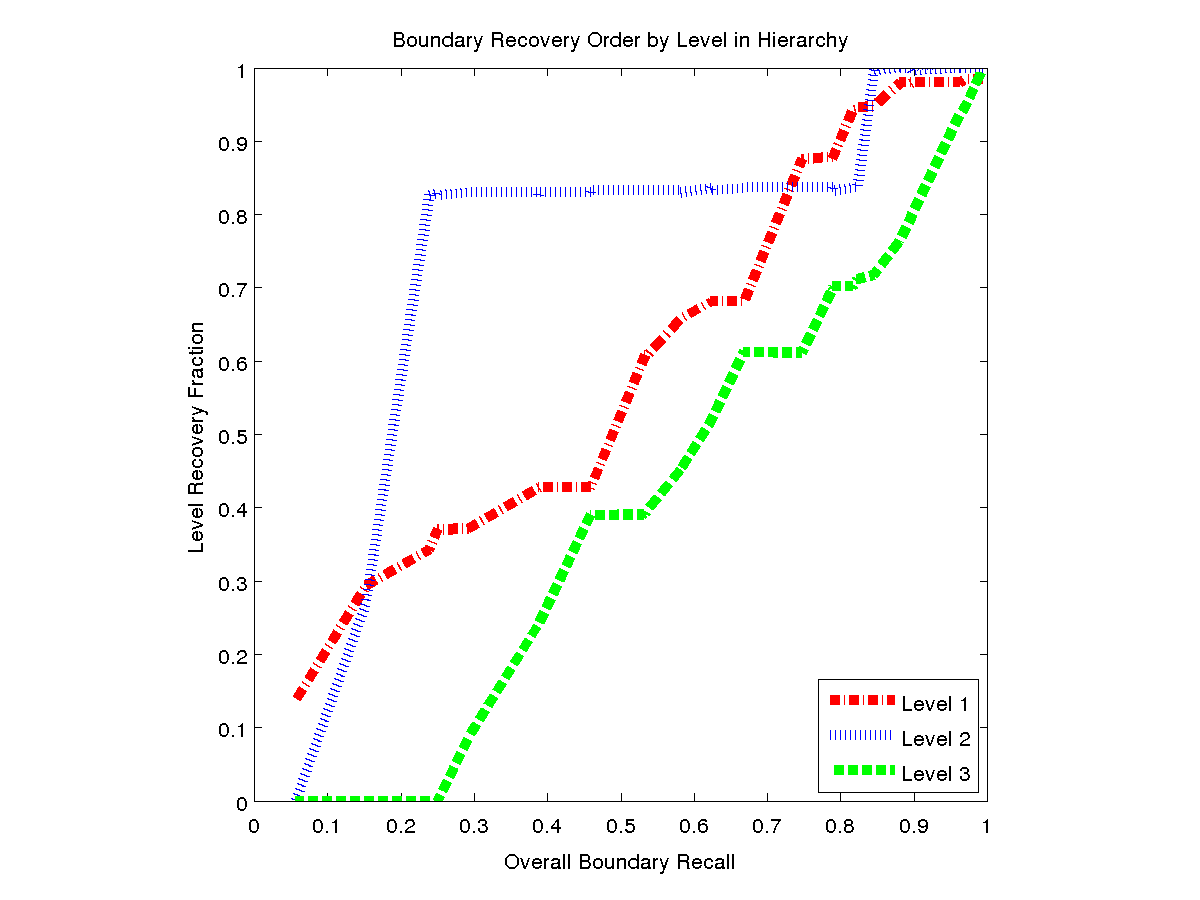 Boundary Recovery Order by Level in Hierarchy
1
0.9
0.8
0.7
0.6
0.5
0.4
0.3
0.2
0.1
0
Level Recovery Fraction
Level 1
Level 2
Level 3
0 0.1 0.2 0.3 0.4 0.5 0.6 0.7 0.8 0.9 1
Overall Boundary Recall